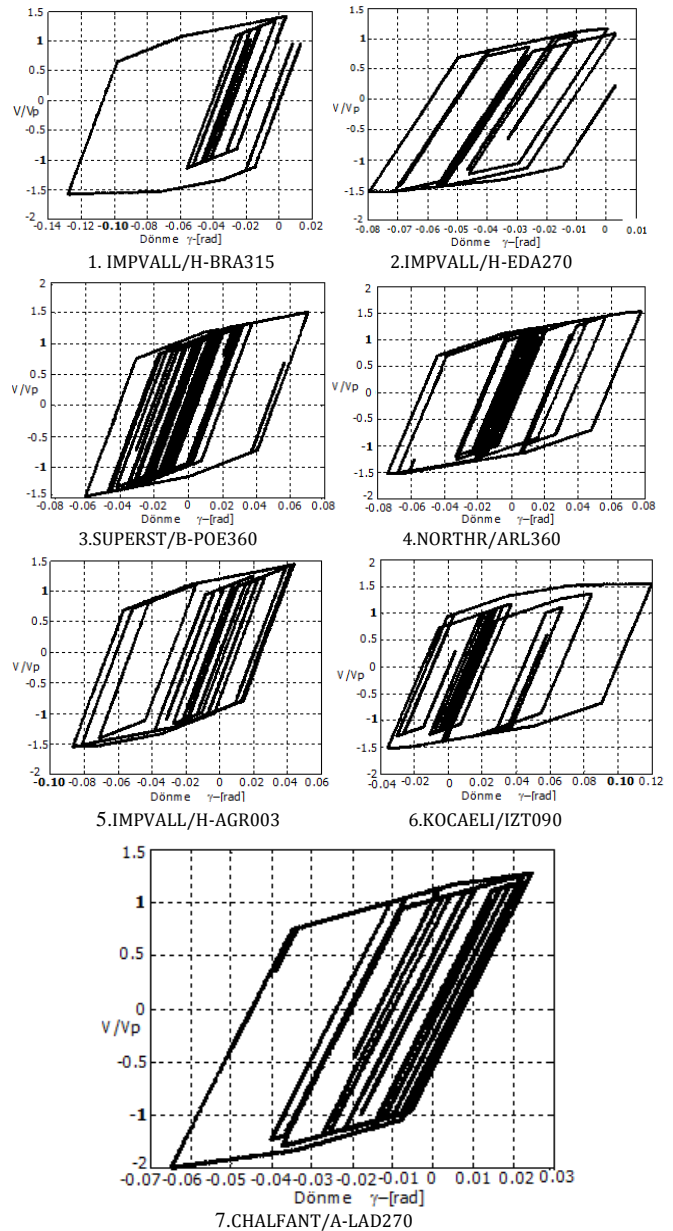 1.5
1
0.5
0
V/Vp
-0.5
-1
-1.5
-2
-0.14 -0.12 -0.10 -0.08 -0.06 -0.04 -0.02 0 0.02
Dönme γ-[rad]
1. IMPVALL/H-BRA315
1.5
1
0.5
0
V/Vp
-0.5
-1
-1.5
-2
-0.08 -0.07 -0.06 -0.05 -0.04 -0.03 -0.02 -0.01 0 0.01
Dönme γ-[rad]
2.IMPVALL/H-EDA270
2
1.5
1
0.5
V/Vp
0
-0.5
-1
-1.5
-0.08 -0.06 -0.04 -0.02 0 0.02 0.04 0.06 0.08
Dönme γ-[rad]
3.SUPERST/B-POE360
2
1.5
1
0.5
V/Vp
0
-0.5
-1
-1.5
-2
-0.08 -0.06 -0.04 -0.02 0 0.02 0.04 0.06 0.08
Dönme γ-[rad]
4.NORTHR/ARL360
1.5
1
0.5
V/Vp
0
-0.5
-1
-1.5
-2
-0.10 -0.08 -0.06 -0.04 -0.02 0 0.02 0.04 0.06
Dönme γ-[rad]
5.IMPVALL/H-AGR003
2
1.5
1
0.5
V/Vp
0
-0.5
-1
-1.5
2
-0.04 -0.02 0 0.02 0.04 0.06 0.08 0.10 0.12
Dönme γ-[rad]
6.KOCAELI/IZT090
1.5
1
0.5
0
V/Vp
-0.5
-1
-2
-0.07 -0.06 -0.05 -0.04 -0.03 -0.02 -0.01 0 0.01 0.02 0.03
Dönme γ-[rad]
7.CHALFANT/A-LAD270